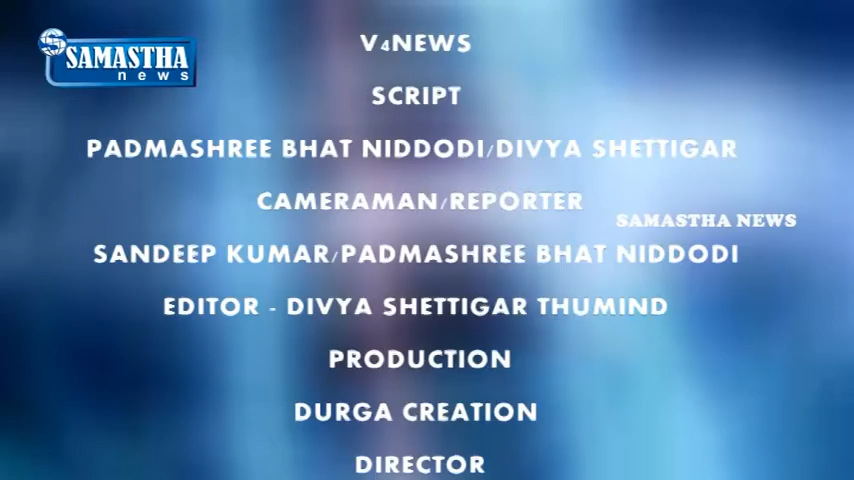 SAMASTHA
news
V4NEWS
SCRIPT
PADMASHREE BHAT NIDDODI/DIVYA SHETTIGAR
CAMERAMAN/REPORTER
SAMASTHA NEWS
SANDEEP KUMAR/PADMASHREE BHAT NIDDODI
EDITOR - DIVYA SHETTIGAR THUMIND
PRODUCTION
DURGA CREATION
DIRECTOR